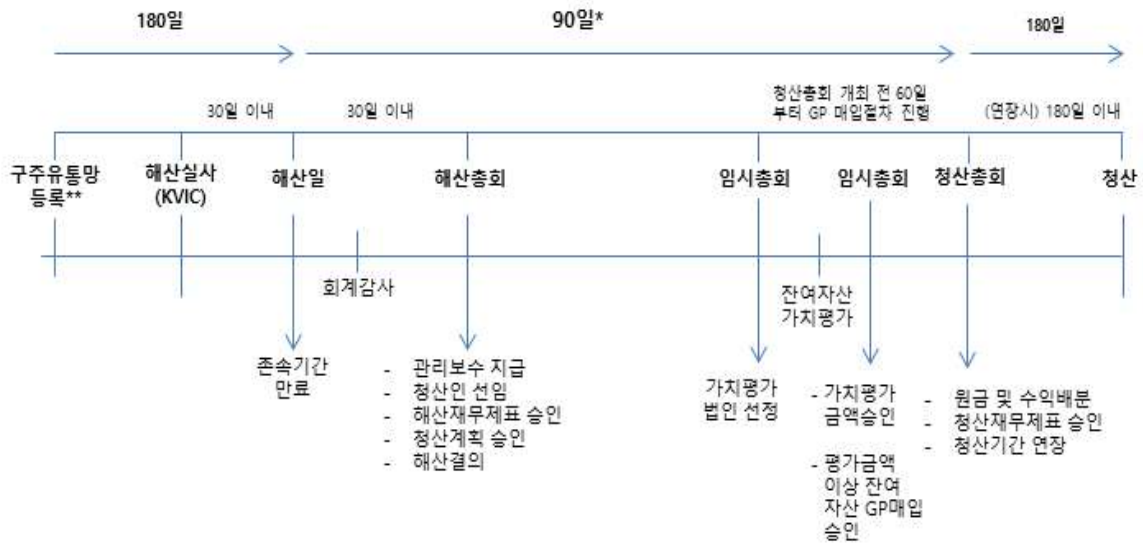 180일
90일*
180일
30일 이내
30일 이내
청산총회 개최 전 60일
부터 GP 매입절차 진행
(연장시) 180일 이내
구주유통망
등록**
해산실사
(KVIC)
해산일
해산총회
임시총회
임시총회
청산총회
청산
회계감사
잔여자산
가치평가
존속기간
만료
- 관리보수 지급
- 청산인 선임
- 해산재무제표 승인
- 청산계획 승인
- 해산결의
가치평가
법인 선정
- 가치평가
금액승인
- 평가금액
이상 잔여
자산 GP매입
승인
- 원금 및 수익배분
- 청산재무제표 승인
- 청산기간 연장